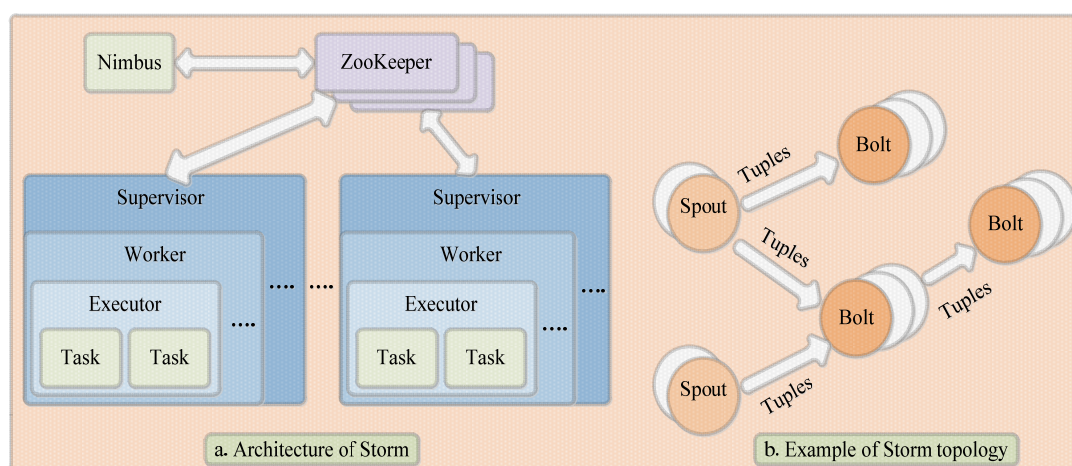 Nimbus
ZooKeeper
Supervisor
Worker
Executor
Task
Task
....
....
....
Supervisor
Worker
Executor
Task
Task
....
....
a. Architecture of Storm
Spout
Tuples
Bolt
Tuples
Spout
Tuples
Bolt
Tuples
Bolt
b. Example of Storm topology